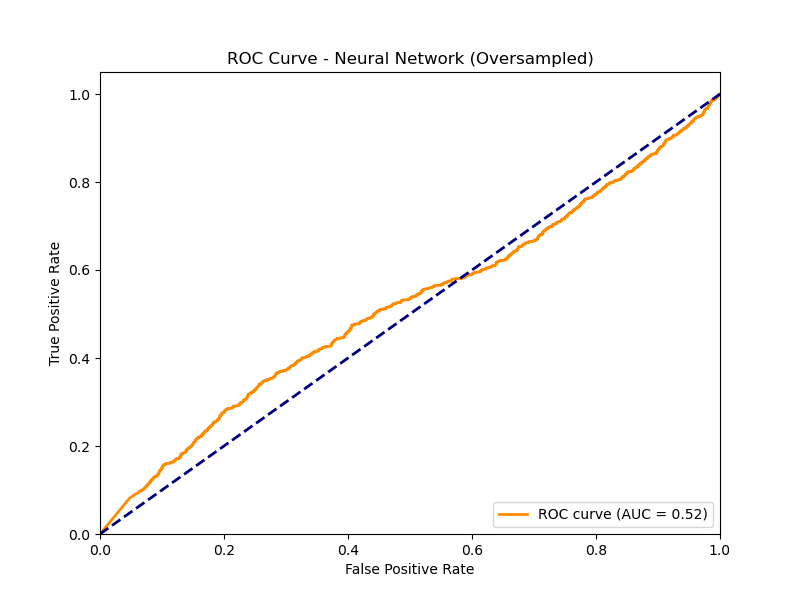 ROC Curve - Neural Network (Oversampled)
True Positive Rate
1.0
0.8
0.6
0.4
0.2
0.0
0.0 0.2 0.4 0.6 0.8 1.0
False Positive Rate
ROC curve (AUC = 0.52)